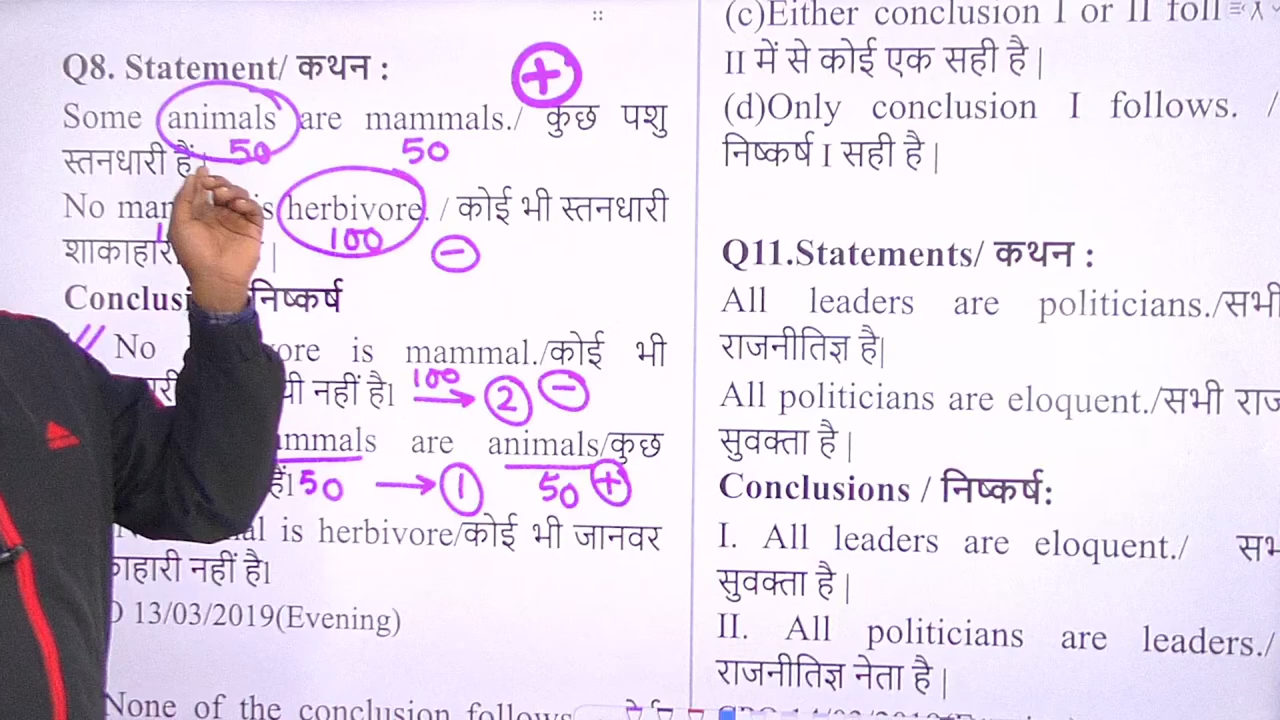 Q8. Statement/ कथन :
Some animals are mammals./ कुछ पशु
50 50
स्तनधारी हैं।
No is herbivore. / कोई भी स्तनधारी
100
Conclusi निष्कर्ष
No ore is mammal./कोई भी
नहीं है। 100 → 2 −
are animals/कुछ
50 → 1 50 +
is herbivore/कोई भी जानवर
नहीं है।
13/03/2019(Evening)
None of the conclusion follows
(c)Either conclusion I or II foll
II में से कोई एक सही है |
(d)Only conclusion I follows. /
निष्कर्ष I सही है |
Q11.Statements/ कथन :
All leaders are politicians./सभी
राजनीतिज्ञ है|
All politicians are eloquent./सभी राज
सुवक्ता है |
Conclusions / निष्कर्ष:
I. All leaders are eloquent./ सभ
सुवक्ता है |
II. All politicians are leaders./
राजनीतिज्ञ नेता है |